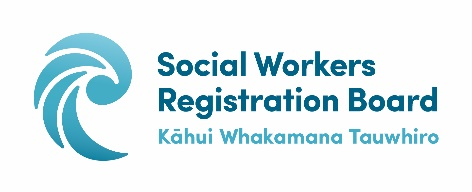 Social Workers
Registration Board
Kāhui Whakamana Tauwhiro